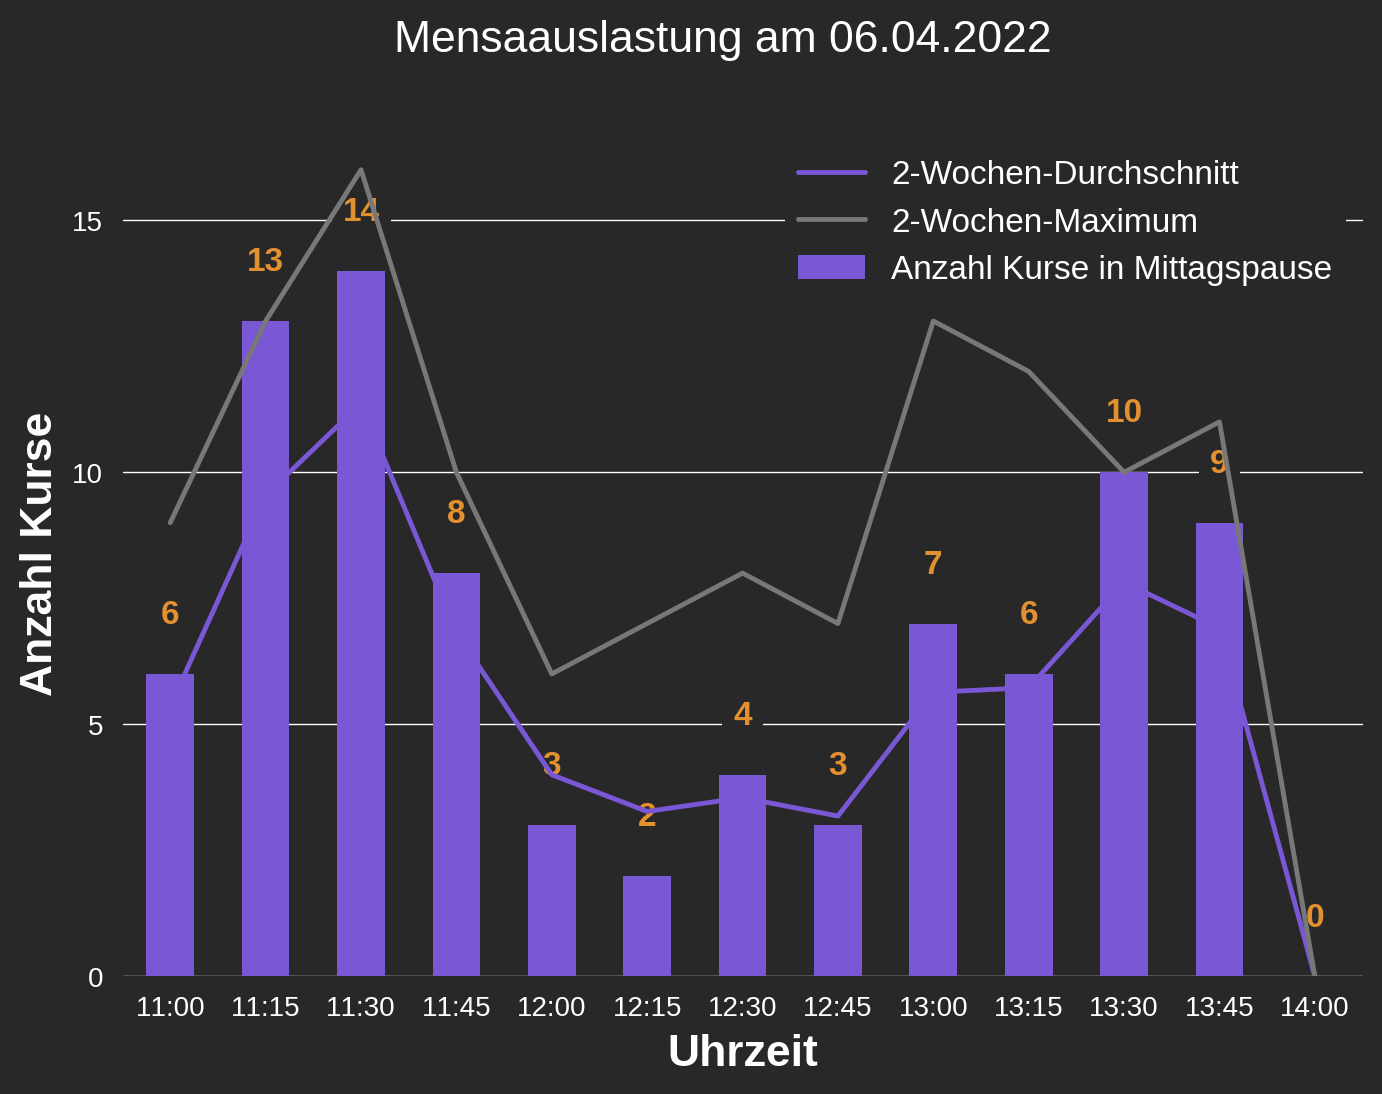 Mensaauslastung am 06.04.2022
2-Wochen-Durchschnitt
2-Wochen-Maximum
Anzahl Kurse in Mittagspause
Anzahl Kurse
15
10
5
0
6
13
14
8
3
2
4
3
7
6
10
9
0
11:00 11:15 11:30 11:45 12:00 12:15 12:30 12:45 13:00 13:15 13:30 13:45 14:00
Uhrzeit